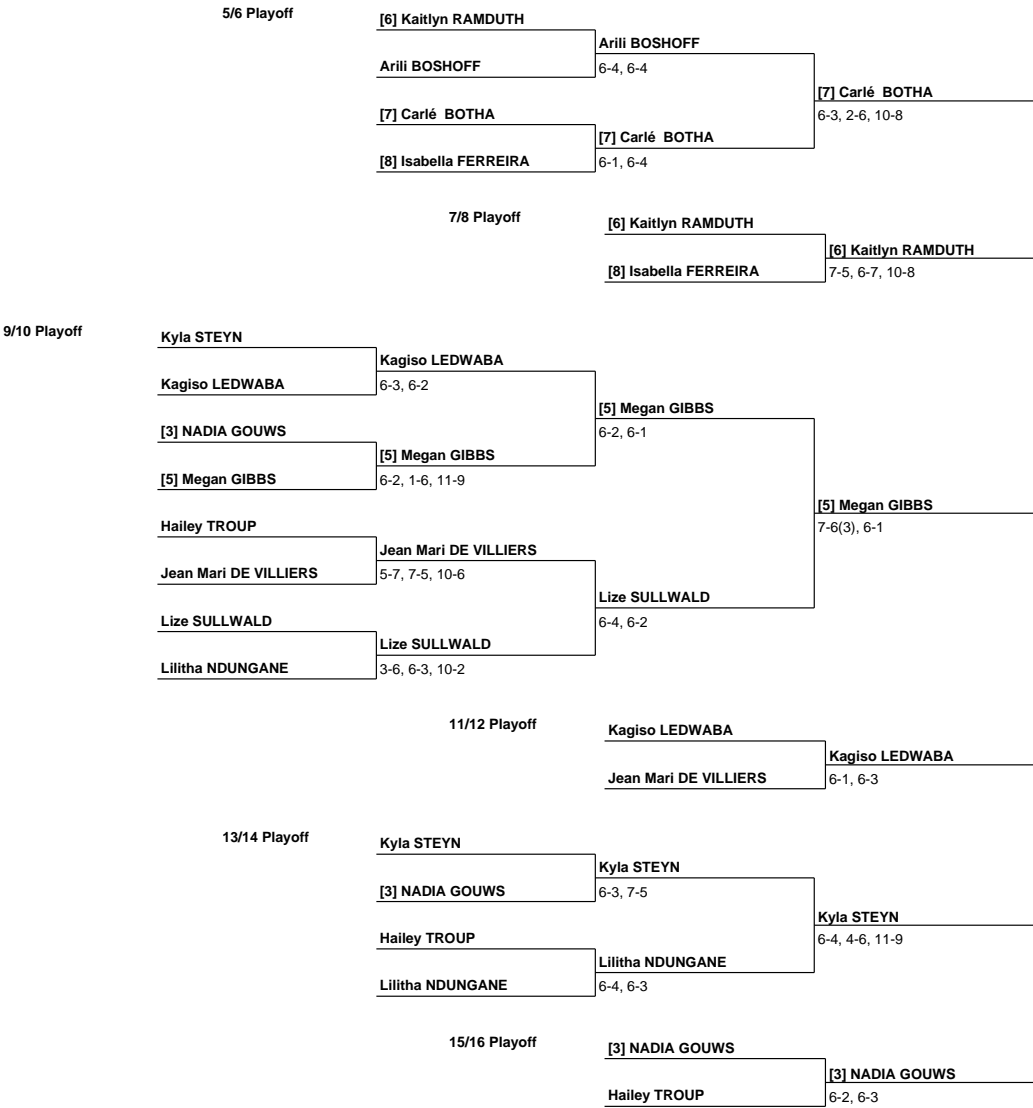 5/6 Playoff
[6] Kaitlyn RAMDUTH
Arili BOSHOFF
Arili BOSHOFF
6-4, 6-4
[7] Carlé  BOTHA
6-3, 2-6, 10-8
[7] Carlé  BOTHA
[7] Carlé  BOTHA
[8] Isabella FERREIRA
6-1, 6-4
7/8 Playoff
[6] Kaitlyn RAMDUTH
[6] Kaitlyn RAMDUTH
[8] Isabella FERREIRA
7-5, 6-7, 10-8
9/10 Playoff
Kyla STEYN
Kagiso LEDWABA
Kagiso LEDWABA
6-3, 6-2
[5] Megan GIBBS
6-2, 6-1
[3] NADIA GOUWS
[5] Megan GIBBS
[5] Megan GIBBS
6-2, 1-6, 11-9
[5] Megan GIBBS
7-6(3), 6-1
Hailey TROUP
Jean Mari DE VILLIERS
Jean Mari DE VILLIERS
5-7, 7-5, 10-6
Lize SULLWALD
6-4, 6-2
Lize SULLWALD
Lize SULLWALD
Lilitha NDUNGANE
3-6, 6-3, 10-2
11/12 Playoff
Kagiso LEDWABA
Kagiso LEDWABA
Jean Mari DE VILLIERS
6-1, 6-3
13/14 Playoff
Kyla STEYN
Kyla STEYN
[3] NADIA GOUWS
6-3, 7-5
Kyla STEYN
6-4, 4-6, 11-9
Hailey TROUP
Lilitha NDUNGANE
Lilitha NDUNGANE
6-4, 6-3
15/16 Playoff
[3] NADIA GOUWS
[3] NADIA GOUWS
Hailey TROUP
6-2, 6-3